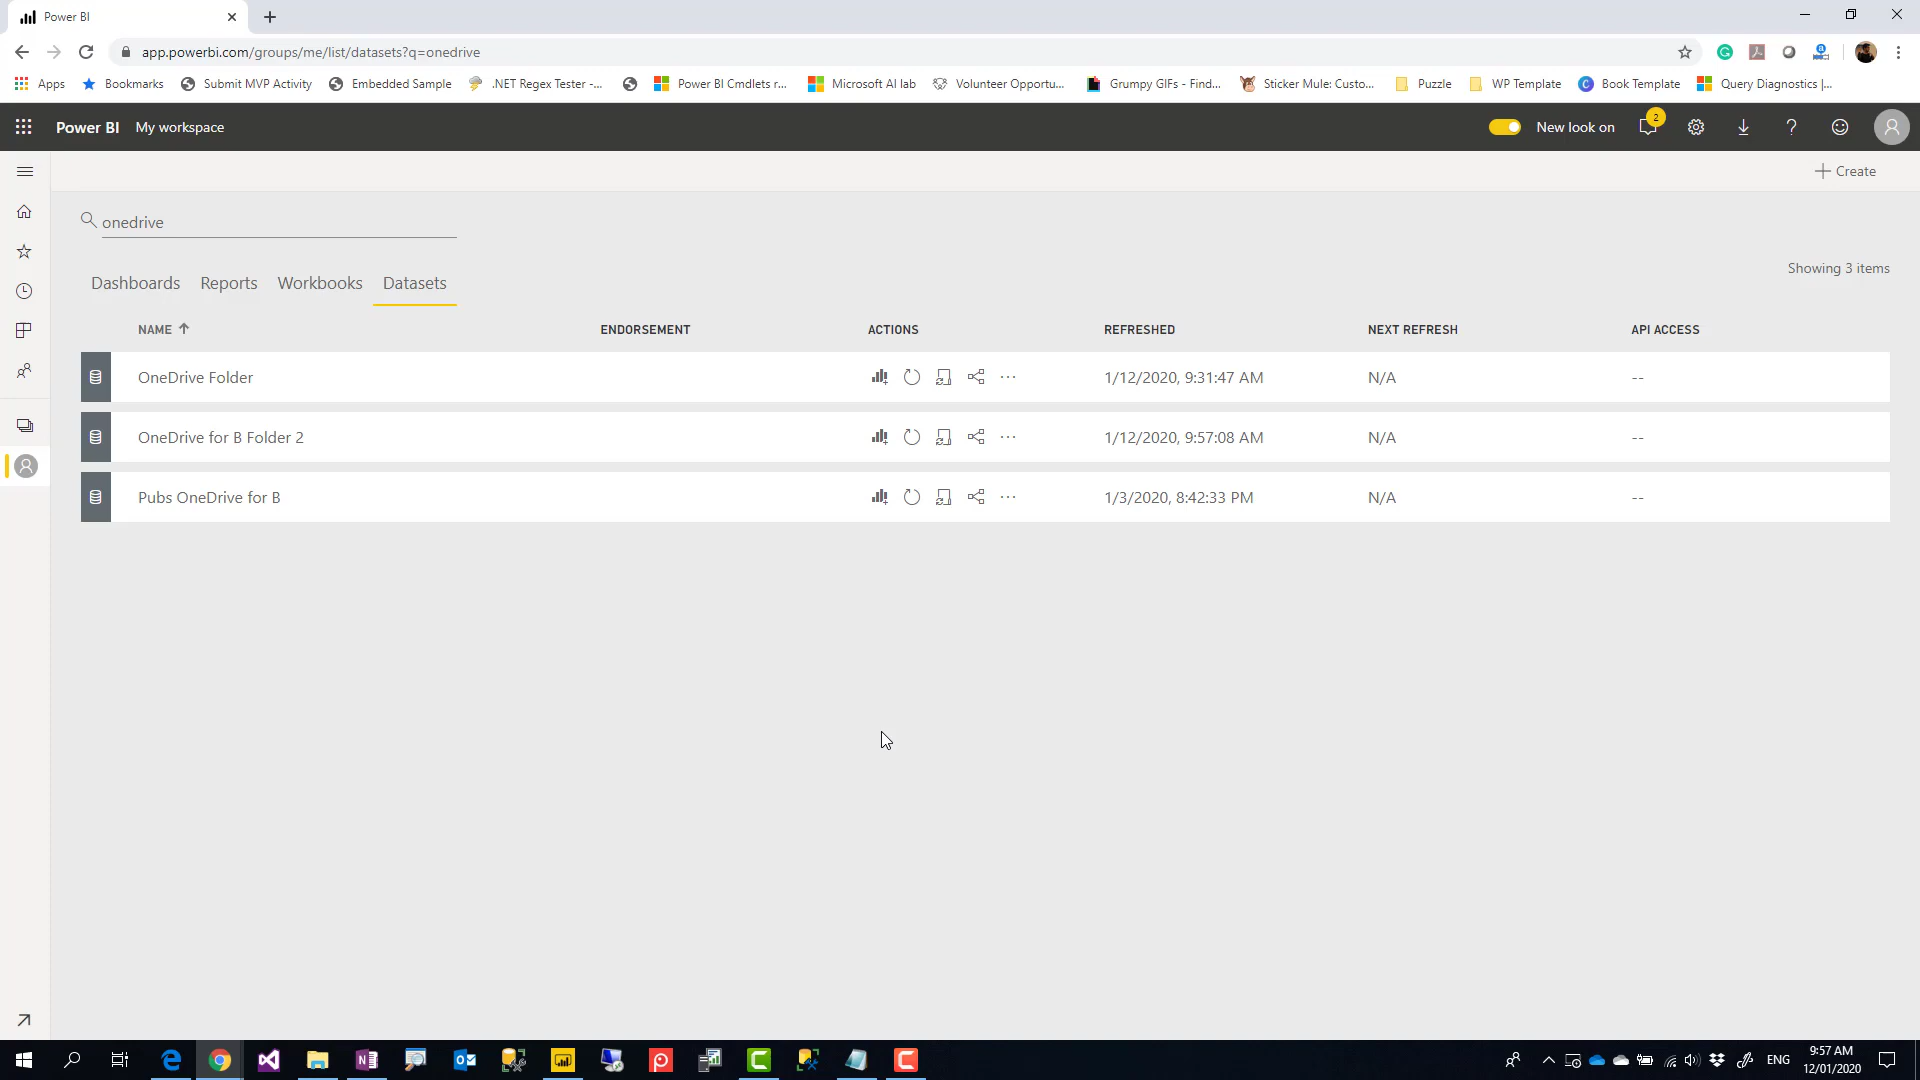 Power BI
app.powerbi.com/groups/me/list/datasets?q=onedrive
Apps Bookmarks Submit MVP Activity Embedded Sample .NET Regex Tester -... Power BI Cmdlets r... Microsoft AI lab Volunteer Opportu... Grumpy GIFs - Find... Sticker Mule: Custo... Puzzle WP Template Book Template Query Diagnostics |...
Power BI My workspace New look on 2
Create
onedrive
Showing 3 items
Dashboards Reports Workbooks Datasets
NAME ENDORSEMENT ACTIONS REFRESHED NEXT REFRESH API ACCESS
OneDrive Folder 1/12/2020, 9:31:47 AM N/A --
OneDrive for B Folder 2 1/12/2020, 9:57:08 AM N/A --
Pubs OneDrive for B 1/3/2020, 8:42:33 PM N/A --
ENG 9:57 AM
12/01/2020